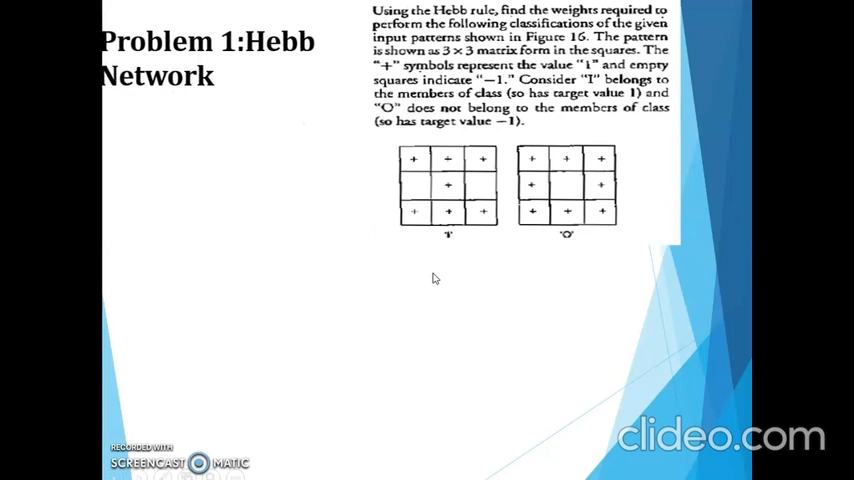 Problem 1:Hebb
Network
Using the Hebb rule, find the weights required to
perform the following classifications of the given
input patterns shown in Figure 16. The pattern
is shown as 3 × 3 matrix form in the squares. The
"+" symbols represent the value "1" and empty
squares indicate "−1." Consider "I" belongs to
the members of class (so has target value 1) and
"O" does not belong to the members of class
(so has target value −1).
+ + + + + +
+ + +
+ + + + + +
'I' 'O'
clideo.com
RECORDED WITH
SCREENCAST MATIC